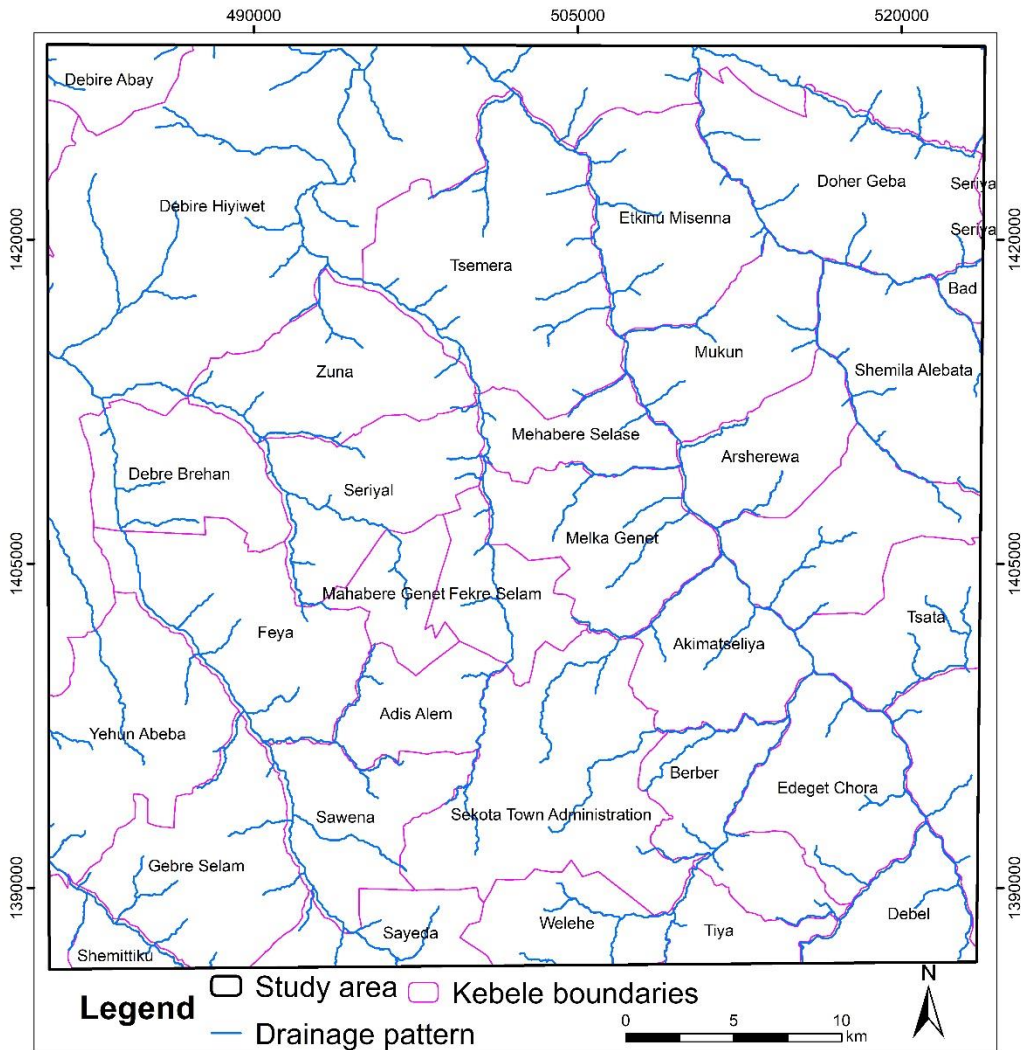 490000
505000
520000
Debire Abay
Doher Geba
Seriya
Debire Hiyiwet
Etkinu Misenna
Seriya
1420000
1420000
Tsemera
Bad
Mukun
Zuna
Shemila Alebata
Mehabere Selase
Arsherewa
Debre Brehan
Seriyal
Melka Genet
1405000
1405000
Mahabere Genet
Fekre Selam
Tsata
Feya
Akimatseliya
Adis Alem
Yehun Abeba
Berber
Edeget Chora
Sawena
Sekota Town Administration
Gebre Selam
1390000
1390000
Welehe
Debel
Sayeda
Tiya
Shemittiku
Legend
Study area
Kebele boundaries
Drainage pattern
N
0 5 10
km